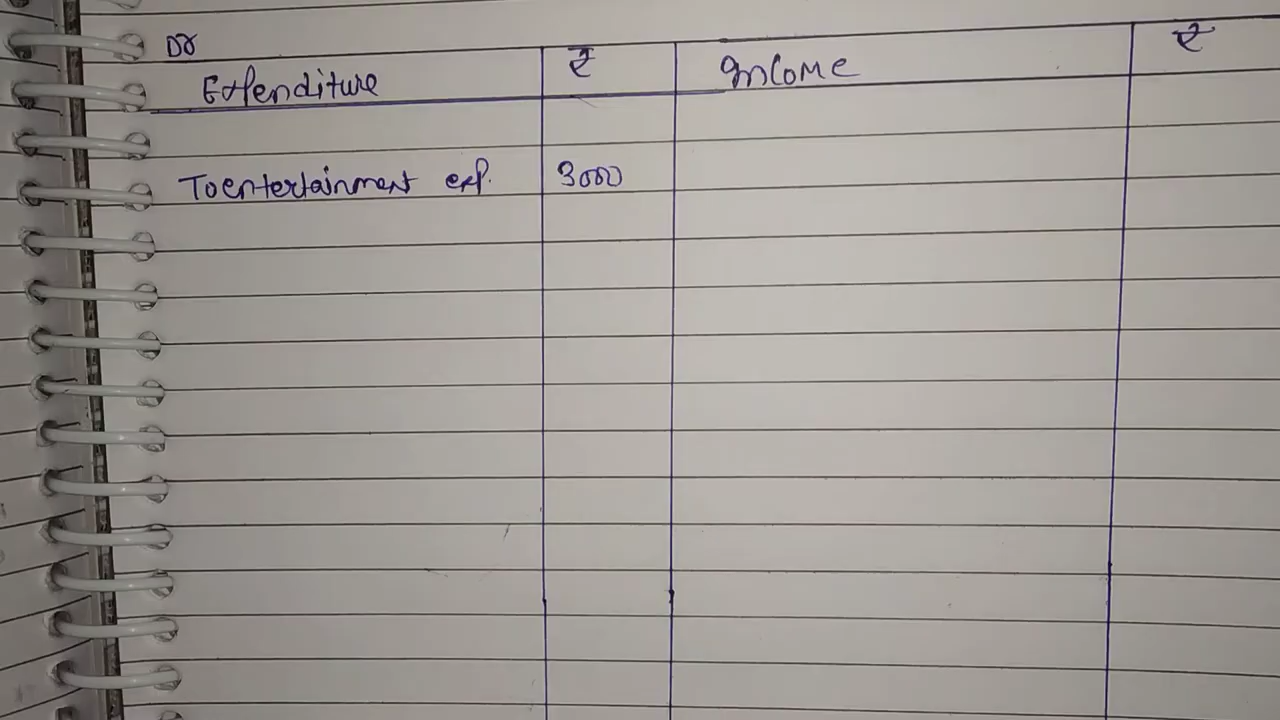 Dr
Expenditure ₹ Income ₹
To entertainment exp. 3000